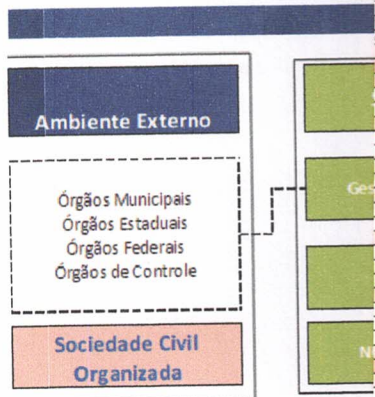 Ambiente Externo
Órgãos Municipais
Órgãos Estaduais
Órgãos Federais
Órgãos de Controle
Sociedade Civil
Organizada